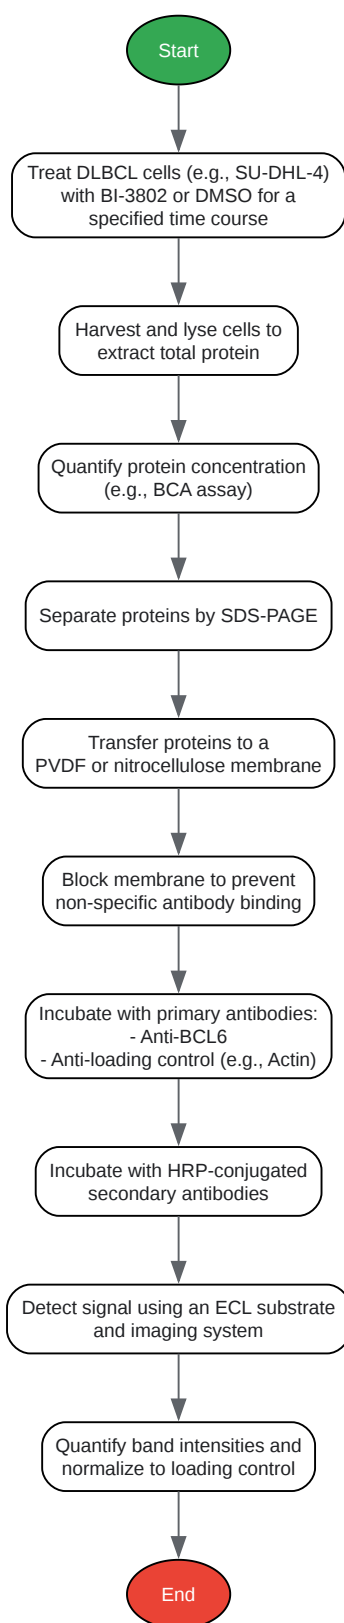 Start
Treat DLBCL cells (e.g., SU-DHL-4)
with BI-3802 or DMSO for a
specified time course
Harvest and lyse cells to
extract total protein
Quantify protein concentration
(e.g., BCA assay)
Separate proteins by SDS-PAGE
Transfer proteins to a
PVDF or nitrocellulose membrane
Block membrane to prevent
non-specific antibody binding
Incubate with primary antibodies:
- Anti-BCL6
- Anti-loading control (e.g., Actin)
Incubate with HRP-conjugated
secondary antibodies
Detect signal using an ECL substrate
and imaging system
Quantify band intensities and
normalize to loading control
End